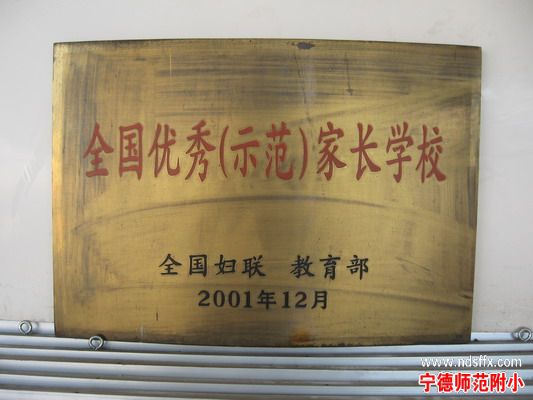 全国优秀(示范)家长学校
全国妇联 教育部
2001年12月
www.ndsffx.com
宁德师范附小